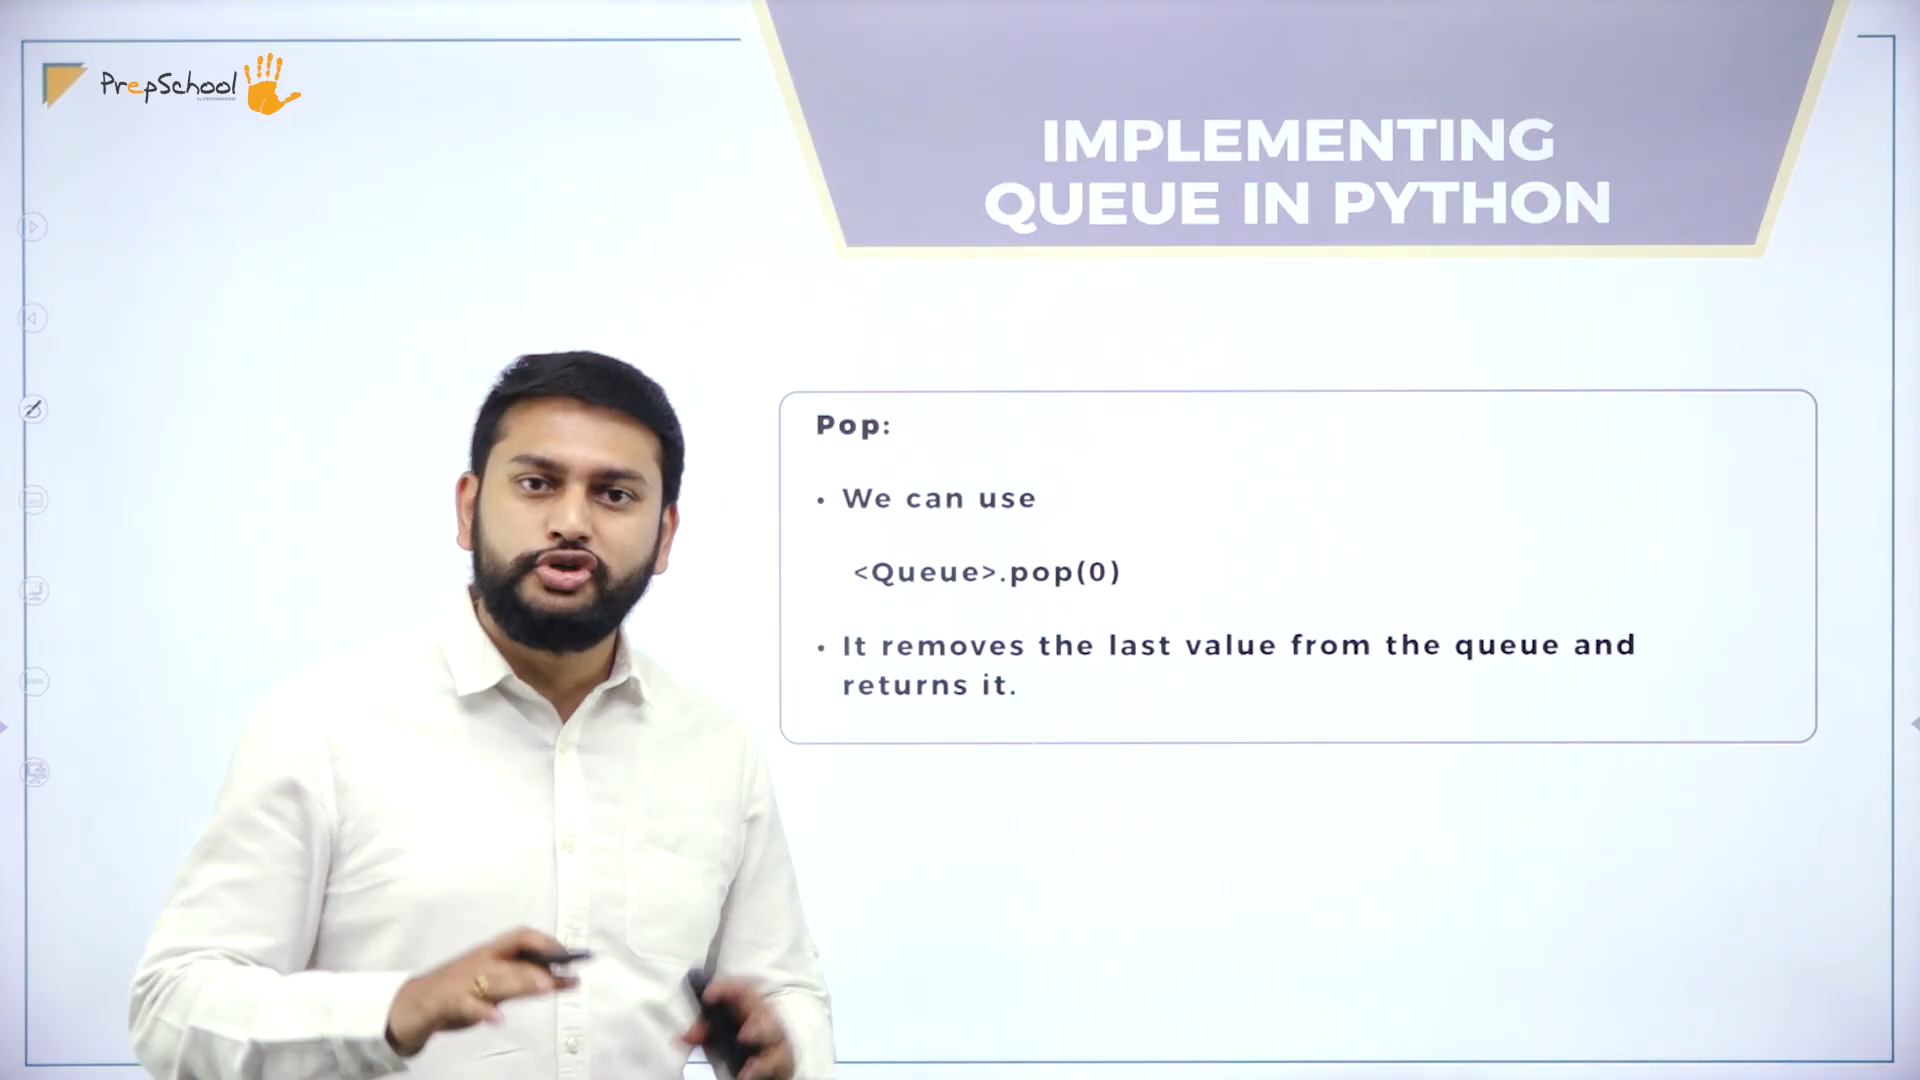 PrepSchool
IMPLEMENTING
QUEUE IN PYTHON
Pop:
• We can use
<Queue>.pop(0)
• It removes the last value from the queue and
returns it.